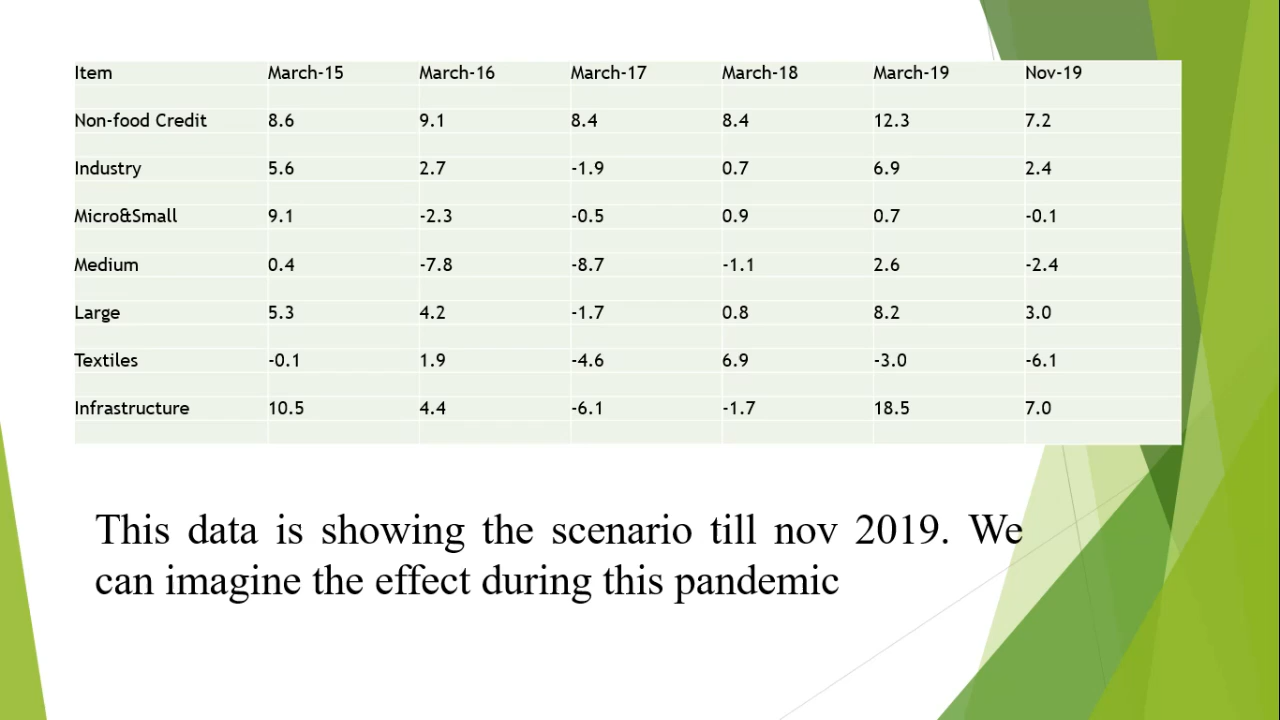 Item March-15 March-16 March-17 March-18 March-19 Nov-19
Non-food Credit 8.6 9.1 8.4 8.4 12.3 7.2
Industry 5.6 2.7 -1.9 0.7 6.9 2.4
Micro&Small 9.1 -2.3 -0.5 0.9 0.7 -0.1
Medium 0.4 -7.8 -8.7 -1.1 2.6 -2.4
Large 5.3 4.2 -1.7 0.8 8.2 3.0
Textiles -0.1 1.9 -4.6 6.9 -3.0 -6.1
Infrastructure 10.5 4.4 -6.1 -1.7 18.5 7.0
This data is showing the scenario till nov 2019. We
can imagine the effect during this pandemic